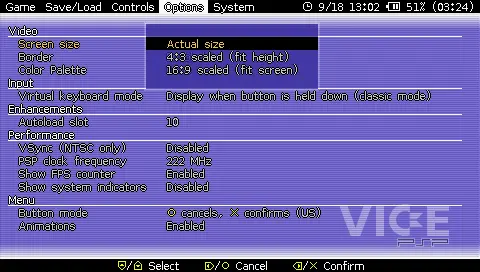 Game Save/Load Controls Options System 9/18 13:02 51% (03:24)
Video
Screen size Actual size
Border 4:3 scaled (fit height)
Color Palette 16:9 scaled (fit screen)
Input
Virtual keyboard mode Display when button is held down (classic mode)
Enhancements
Autoload slot 10
Performance
VSync (NTSC only) Disabled
PSP clock frequency 222 MHz
Show FPS counter Enabled
Show system indicators Disabled
Menu
Button mode O cancels, X confirms (US)
Animations Enabled
VICE
PSP
Select Cancel Confirm